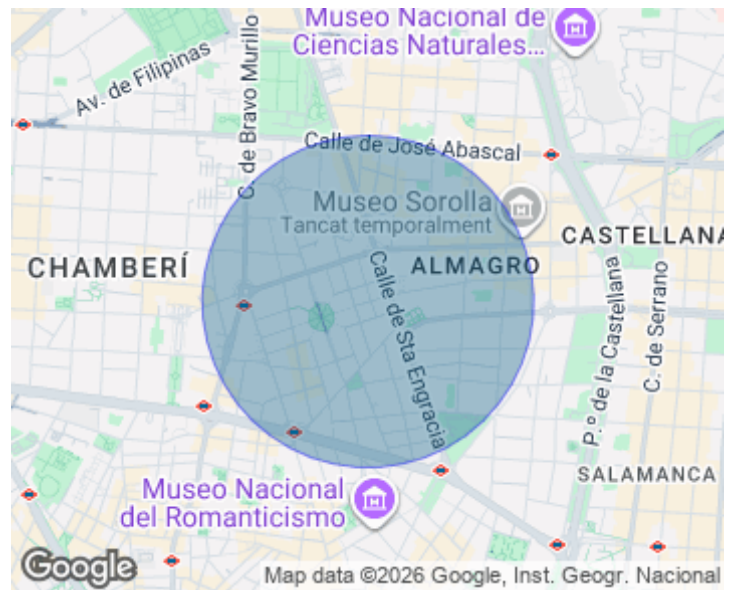 Museo Nacional de
Ciencias Naturales...
Av. de Filipinas
C. de Bravo Murillo
Calle de José Abascal
Museo Sorolla
Tancat temporalment
CASTELLANA
CHAMBERÍ
ALMAGRO
Calle de Sta Engracia
P.º de la Castellana
C. de Serrano
SALAMANCA
Museo Nacional
del Romanticismo
Google
Map data ©2026 Google, Inst. Geogr. Nacional